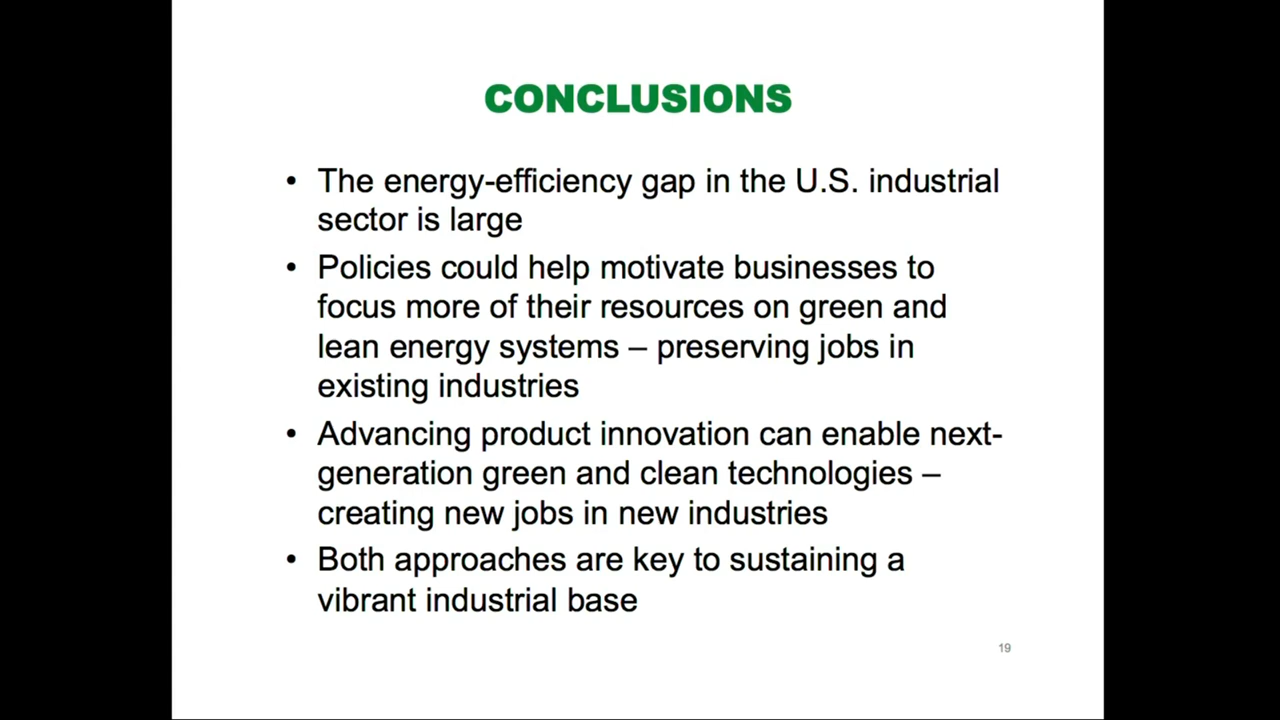 CONCLUSIONS
• The energy-efficiency gap in the U.S. industrial
sector is large
• Policies could help motivate businesses to
focus more of their resources on green and
lean energy systems – preserving jobs in
existing industries
• Advancing product innovation can enable next-
generation green and clean technologies –
creating new jobs in new industries
• Both approaches are key to sustaining a
vibrant industrial base
19